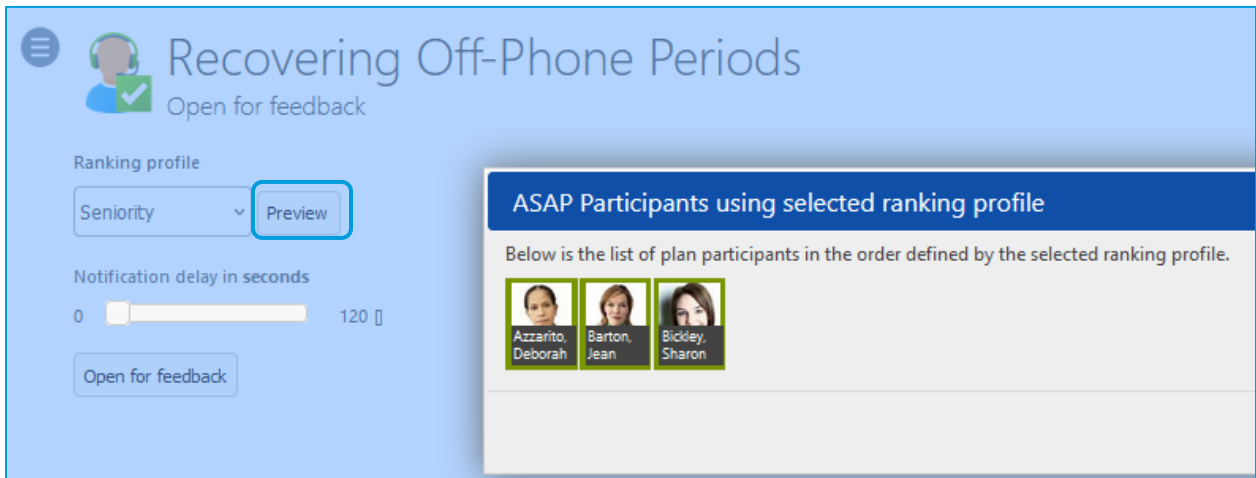 Recovering Off-Phone Periods
Open for feedback
Ranking profile
Seniority
Preview
Notification delay in seconds
0
120 ▯
Open for feedback
ASAP Participants using selected ranking profile
Below is the list of plan participants in the order defined by the selected ranking profile.
Azzarito,
Deborah
Barton,
Jean
Bickley,
Sharon